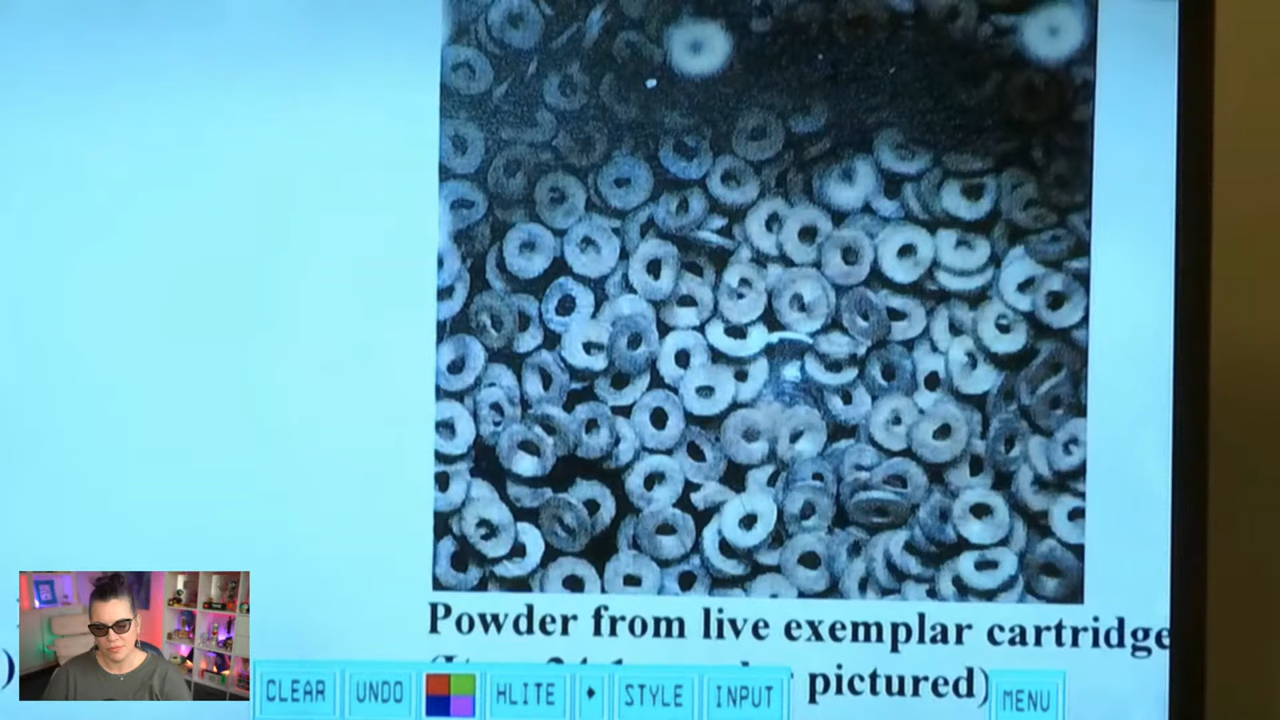 Powder from live exemplar cartridge
pictured)
)
CLEAR UNDO HLITE STYLE INPUT MENU